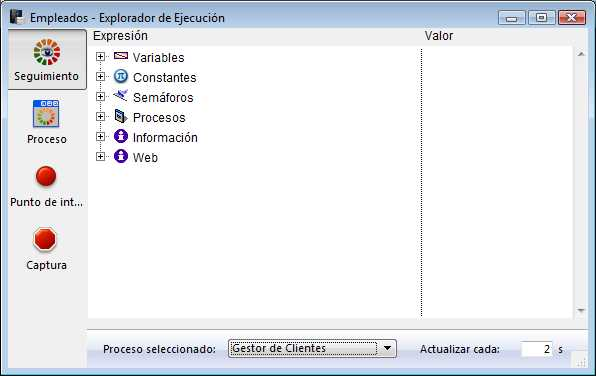 Empleados - Explorador de Ejecución
Seguimiento
Proceso
Punto de int...
Captura
Expresión
Valor
Variables
Constantes
Semáforos
Procesos
Información
Web
Proceso seleccionado: Gestor de Clientes Actualizar cada: 2 s